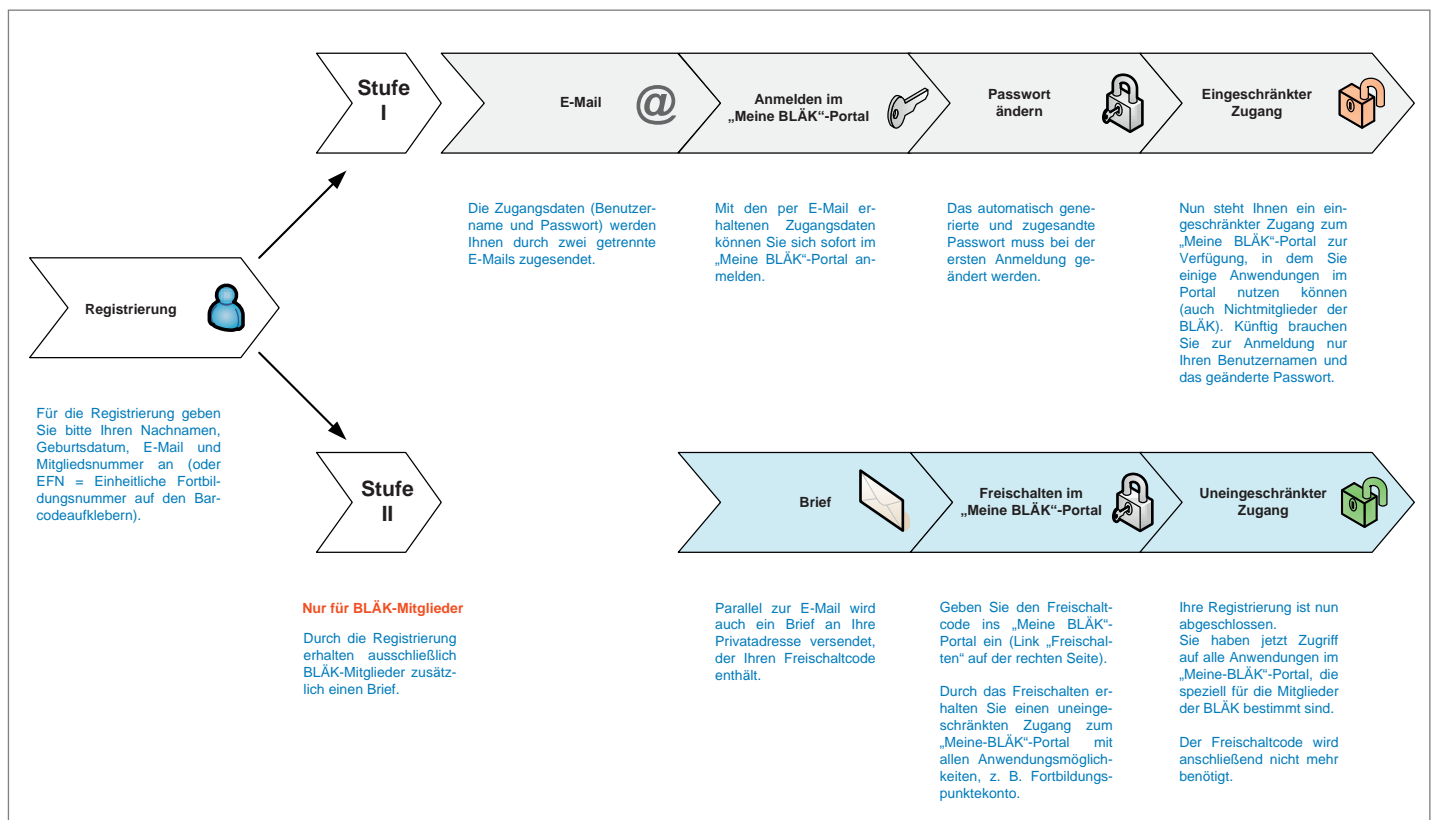 Stufe
I
E-Mail
@
Anmelden im
„Meine BLÄK“-Portal
Passwort
ändern
Eingeschränkter
Zugang
Die Zugangsdaten (Benutzer-
name und Passwort) werden
Ihnen durch zwei getrennte
E-Mails zugesendet.
Mit den per E-Mail er-
haltenen Zugangsdaten
können Sie sich sofort im
„Meine BLÄK“-Portal an-
melden.
Das automatisch gene-
rierte und zugesandte
Passwort muss bei der
ersten Anmeldung ge-
ändert werden.
Nun steht Ihnen ein ein-
geschränkter Zugang zum
„Meine BLÄK“-Portal zur
Verfügung, in dem Sie
einige Anwendungen im
Portal nutzen können
(auch Nichtmitglieder der
BLÄK). Künftig brauchen
Sie zur Anmeldung nur
Ihren Benutzernamen und
das geänderte Passwort.
Registrierung
Für die Registrierung geben
Sie bitte Ihren Nachnamen,
Geburtsdatum, E-Mail und
Mitgliedsnummer an (oder
EFN = Einheitliche Fortbil-
dungsnummer auf den Bar-
codeaufklebern).
Stufe
II
Brief
Freischalten im
„Meine BLÄK“-Portal
Uneingeschränkter
Zugang
Nur für BLÄK-Mitglieder
Durch die Registrierung
erhalten ausschließlich
BLÄK-Mitglieder zusätz-
lich einen Brief.
Parallel zur E-Mail wird
auch ein Brief an Ihre
Privatadresse versendet,
der Ihren Freischaltcode
enthält.
Geben Sie den Freischalt-
code ins „Meine BLÄK“-
Portal ein (Link „Freischal-
ten“ auf der rechten Seite).
Durch das Freischalten er-
halten Sie einen uneinge-
schränkten Zugang zum
„Meine-BLÄK“-Portal mit
allen Anwendungsmöglich-
keiten, z. B. Fortbildungs-
punktekonto.
Ihre Registrierung ist nun
abgeschlossen.
Sie haben jetzt Zugriff
auf alle Anwendungen im
„Meine-BLÄK“-Portal, die
speziell für die Mitglieder
der BLÄK bestimmt sind.
Der Freischaltcode wird
anschließend nicht mehr
benötigt.